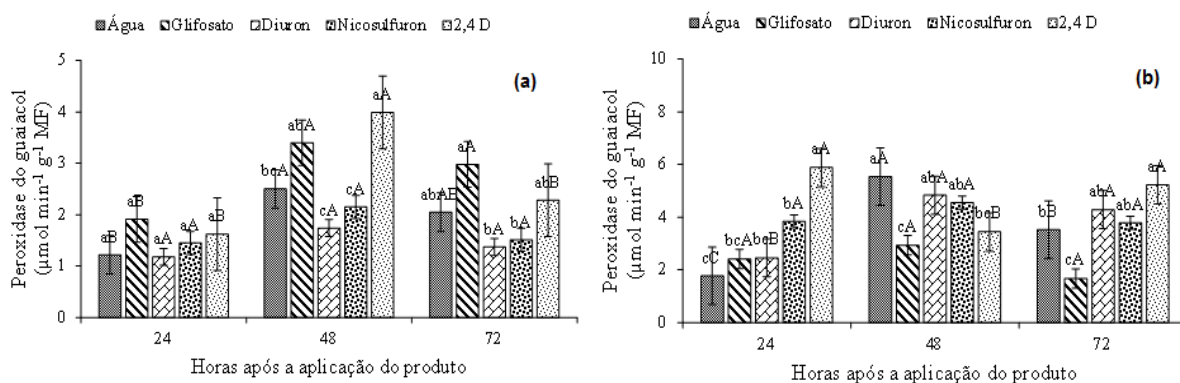 Água Glifosato Diuron Nicosulfuron 2,4 D
Peroxidase do guaiacol
(µmol min⁻¹ g⁻¹ MF)
5
4
3
2
1
0
(a)
aB aB aA aA aB
bcA abA cA cA aA
abAB aA bA bA abB
24 48 72
Horas após a aplicação do produto
Água Glifosato Diuron Nicosulfuron 2,4 D
Peroxidase do guaiacol
(µmol min⁻¹ g⁻¹ MF)
10
8
6
4
2
0
(b)
cC bcA bcB bA aA
aA cA abA abA bcB
bB cA abA abA aA
24 48 72
Horas após a aplicação do produto